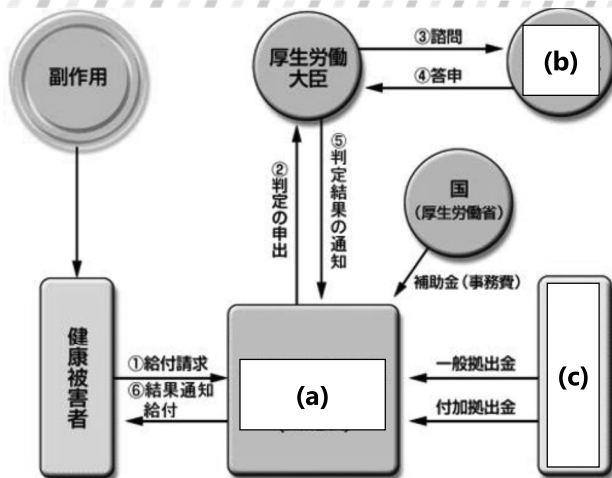 副作用
厚生労働
大臣
③諮問
④答申
(b)
②判定の申出
⑤判定結果の通知
国
(厚生労働省)
補助金(事務費)
健康被害者
①給付請求
⑥結果通知
給付
(a)
一般拠出金
付加拠出金
(c)